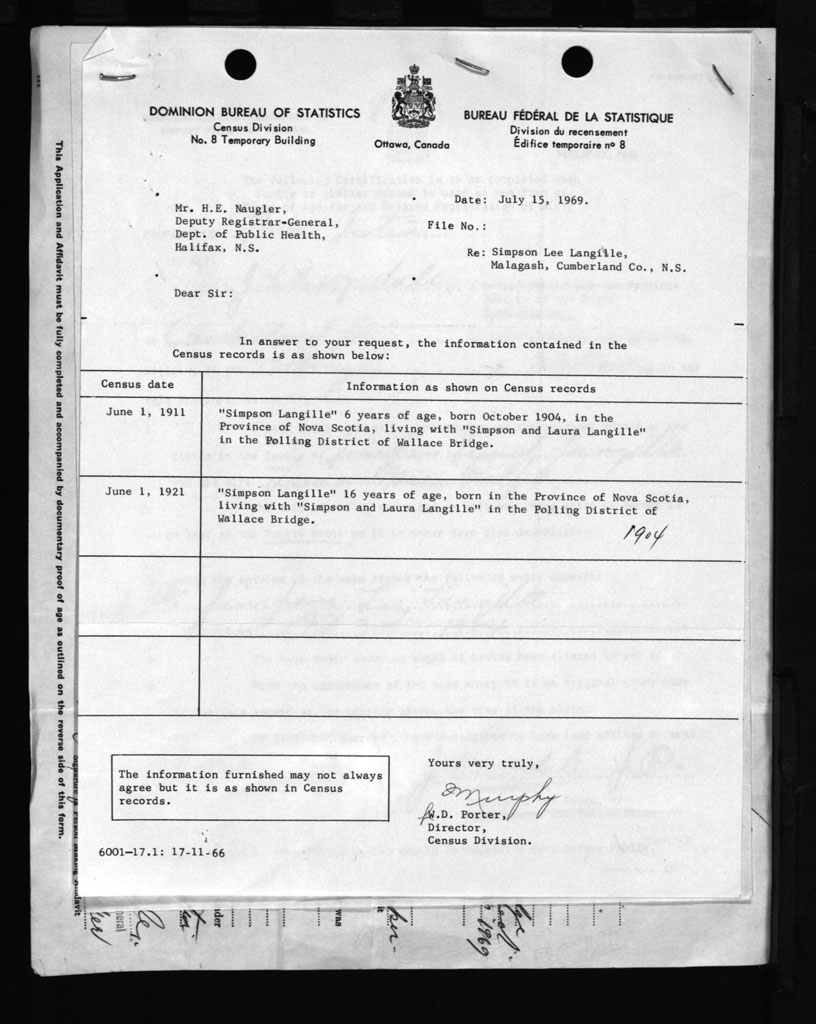 DOMINION BUREAU OF STATISTICS
Census Division
No. 8 Temporary Building
Ottawa, Canada
BUREAU FÉDÉRAL DE LA STATISTIQUE
Division du recensement
Édifice temporaire nº 8
Mr. H.E. Naugler,
Deputy Registrar-General,
Dept. of Public Health,
Halifax, N.S.
Date: July 15, 1969.
File No.:
Re: Simpson Lee Langille,
Malagash, Cumberland Co., N.S.
Dear Sir:
In answer to your request, the information contained in the
Census records is as shown below:
Census date
Information as shown on Census records
June 1, 1911
"Simpson Langille" 6 years of age, born October 1904, in the
Province of Nova Scotia, living with "Simpson and Laura Langille"
in the Polling District of Wallace Bridge.
June 1, 1921
"Simpson Langille" 16 years of age, born in the Province of Nova Scotia,
living with "Simpson and Laura Langille" in the Polling District of
Wallace Bridge.
1904
The information furnished may not always
agree but it is as shown in Census
records.
6001-17.1: 17-11-66
Yours very truly,
Murphy
W.D. Porter,
Director,
Census Division.
This Application and Affidavit must be fully completed and accompanied by documentary proof of age as outlined on the reverse side of this form.
was
1969